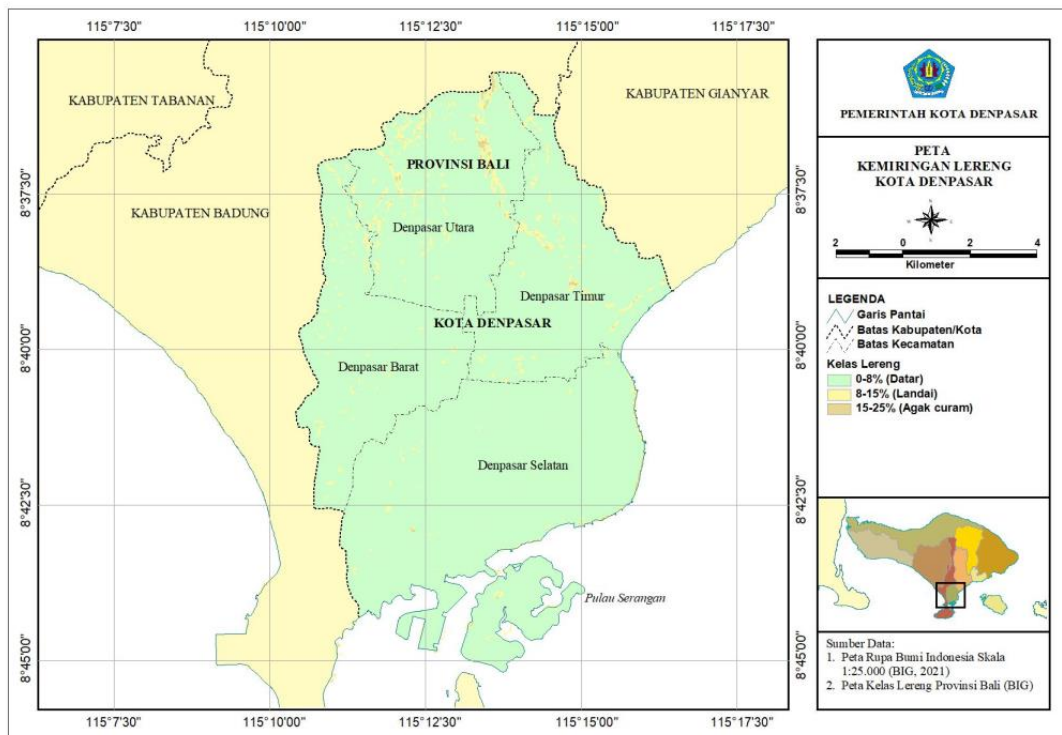 115°7'30" 115°10'00" 115°12'30" 115°15'00" 115°17'30"
KABUPATEN TABANAN
KABUPATEN GIANYAR
PROVINSI BALI
8°37'30" 8°37'30"
KABUPATEN BADUNG
Denpasar Utara
Denpasar Timur
KOTA DENPASAR
8°40'00" 8°40'00"
Denpasar Barat
Denpasar Selatan
8°42'30" 8°42'30"
Pulau Serangan
8°45'00" 8°45'00"
115°7'30" 115°10'00" 115°12'30" 115°15'00" 115°17'30"
PEMERINTAH KOTA DENPASAR
PETA
KEMIRINGAN LERENG
KOTA DENPASAR
2 0 2 4
Kilometer
LEGENDA
Garis Pantai
Batas Kabupaten/Kota
Batas Kecamatan
Kelas Lereng
0-8% (Datar)
8-15% (Landai)
15-25% (Agak curam)
Sumber Data:
1. Peta Rupa Bumi Indonesia Skala
1:25.000 (BIG, 2021)
2. Peta Kelas Lereng Provinsi Bali (BIG)